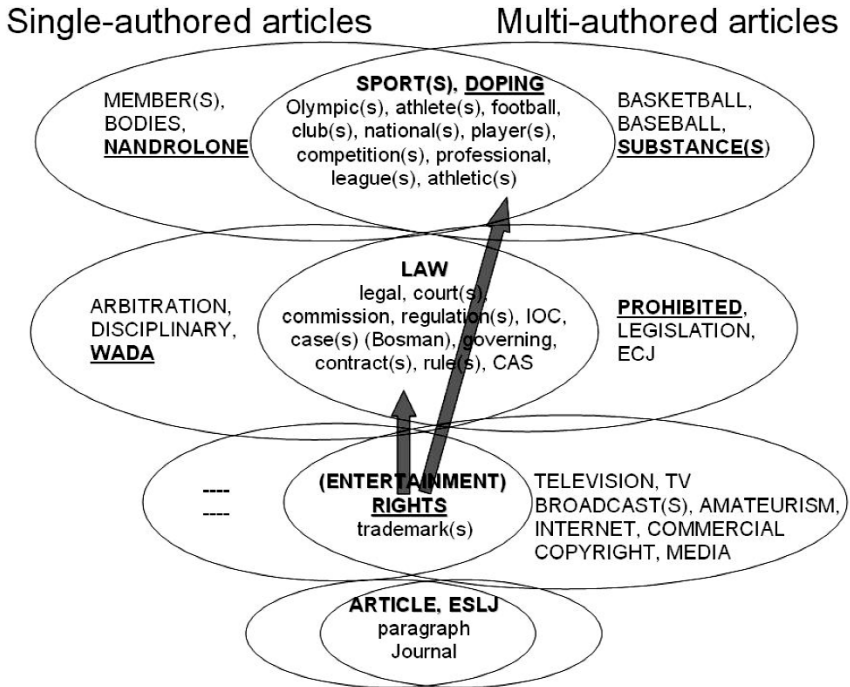 Single-authored articles
Multi-authored articles
MEMBER(S),
BODIES,
NANDROLONE
SPORT(S), DOPING
Olympic(s), athlete(s), football,
club(s), national(s), player(s),
competition(s), professional,
league(s), athletic(s)
BASKETBALL,
BASEBALL,
SUBSTANCE(S)
ARBITRATION,
DISCIPLINARY,
WADA
LAW
legal, court(s),
commission, regulation(s), IOC,
case(s) (Bosman), governing,
contract(s), rule(s), CAS
PROHIBITED,
LEGISLATION,
ECJ
----
----
(ENTERTAINMENT)
RIGHTS
trademark(s)
TELEVISION, TV
BROADCAST(S), AMATEURISM,
INTERNET, COMMERCIAL
COPYRIGHT, MEDIA
ARTICLE, ESLJ
paragraph
Journal